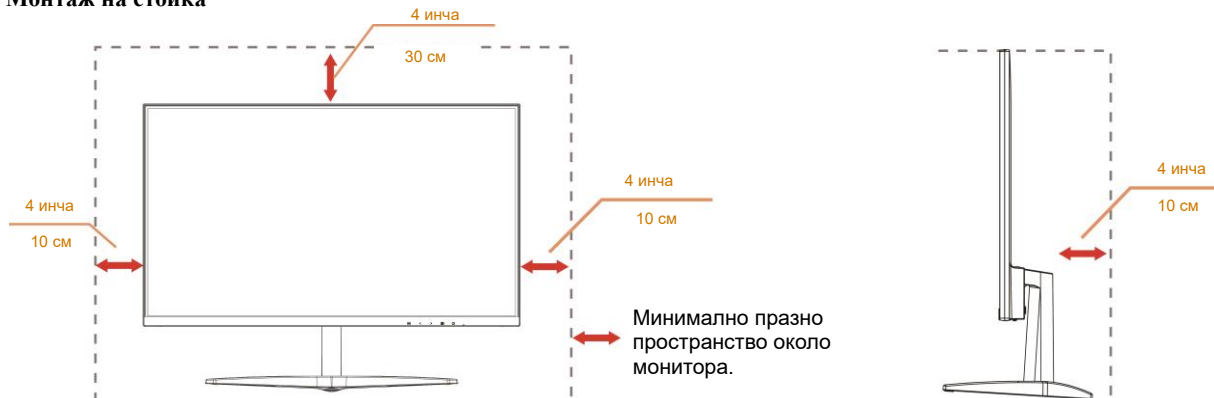 Монтаж на стойка
4 инча
30 см
4 инча
10 см
4 инча
10 см
4 инча
10 см
Минимално празно
пространство около
монитора.